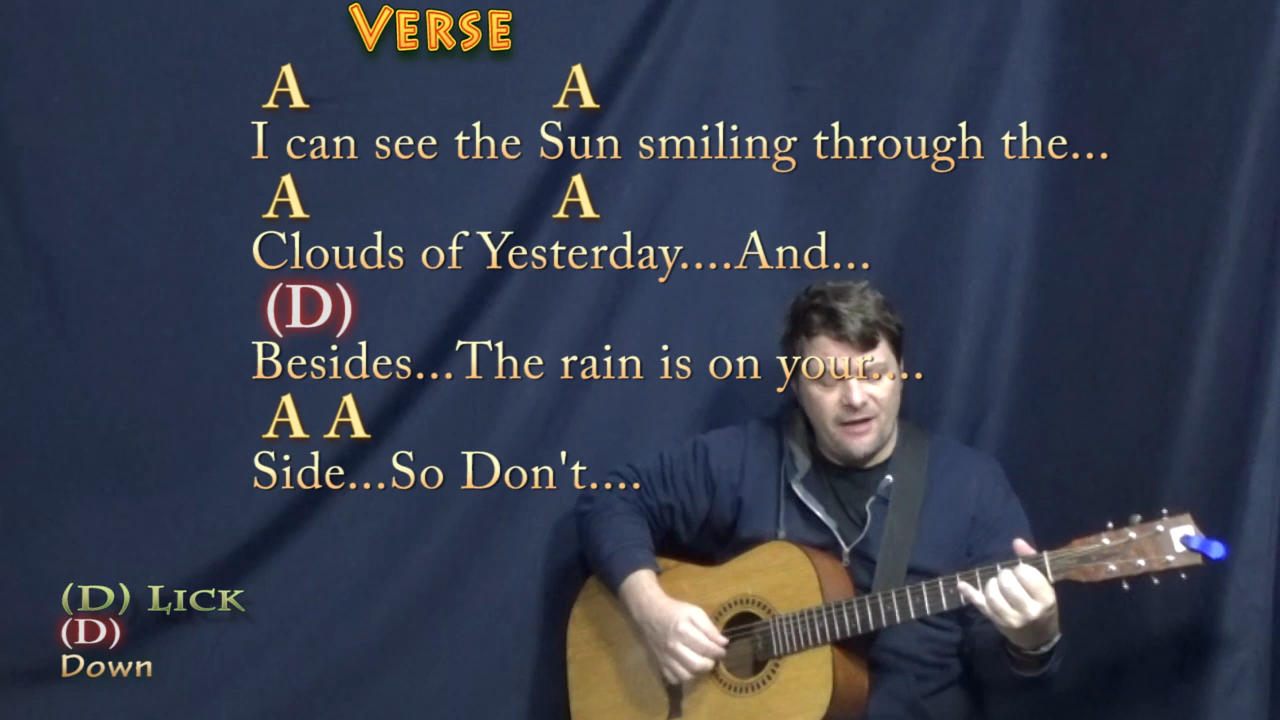 VERSE
A A
I can see the Sun smiling through the...
A A
Clouds of Yesterday....And...
(D)
Besides...The rain is on your....
A A
Side...So Don't....
(D) LICK
(D)
Down